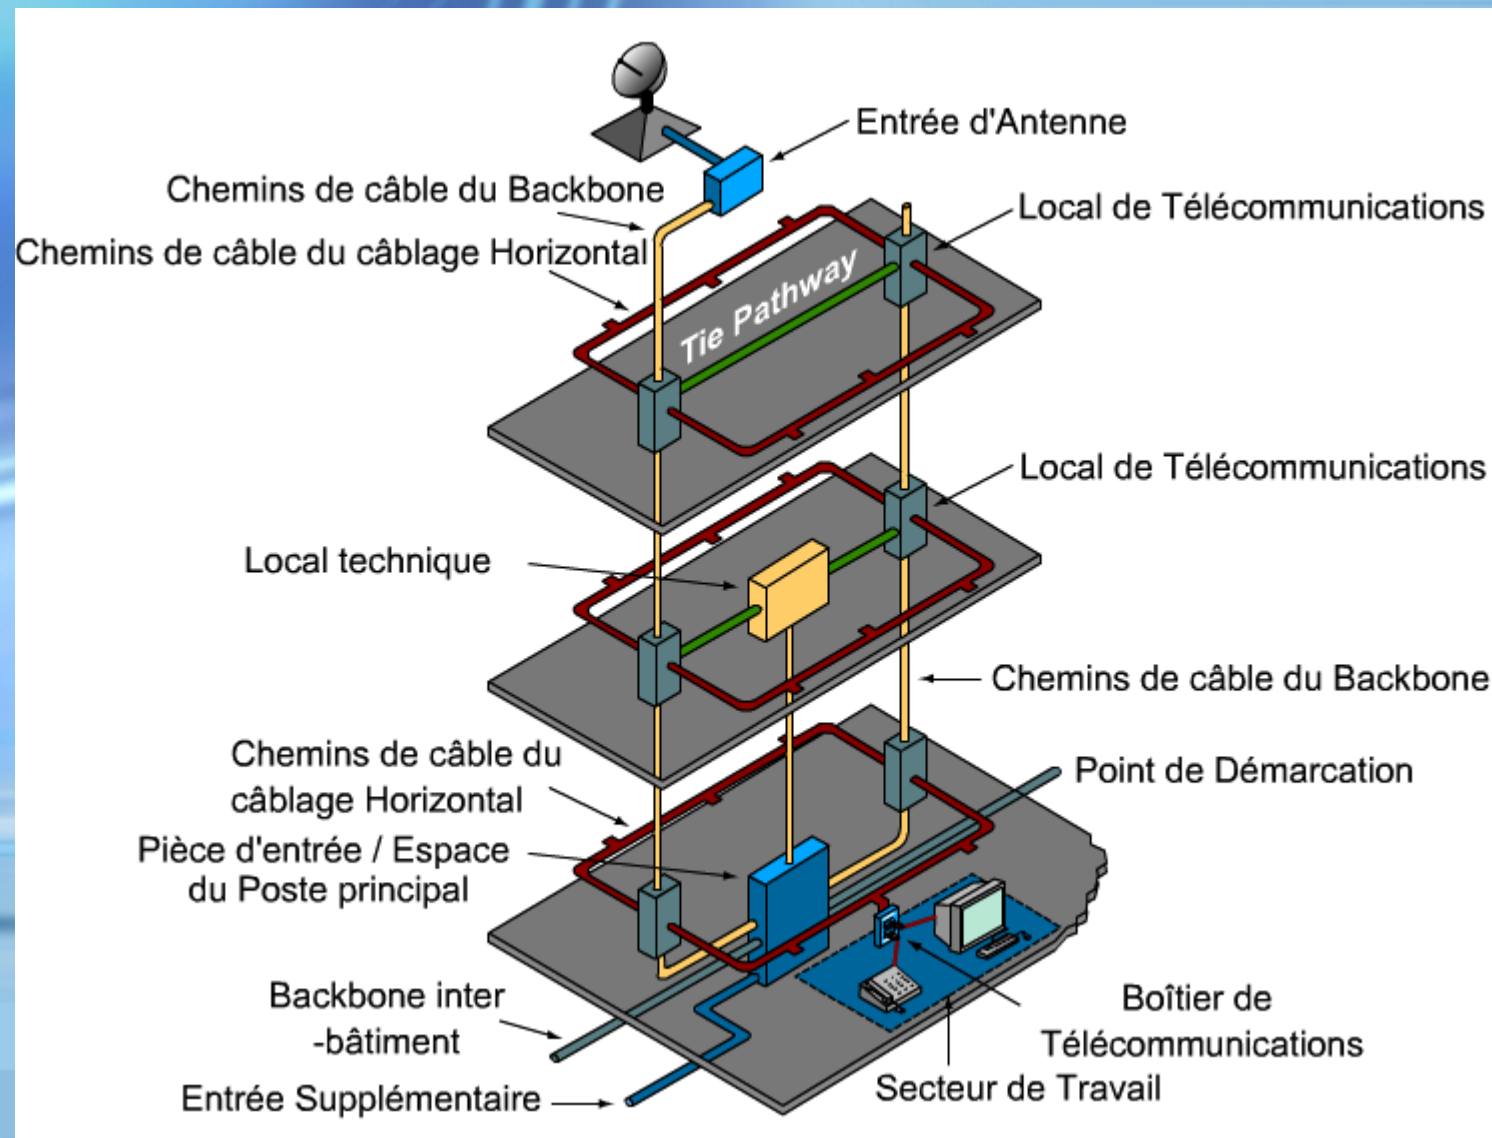 Entrée d'Antenne
Chemins de câble du Backbone
Local de Télécommunications
Chemins de câble du câblage Horizontal
Tie Pathway
Local de Télécommunications
Local technique
Chemins de câble du Backbone
Chemins de câble du
câblage Horizontal
Point de Démarcation
Pièce d'entrée / Espace
du Poste principal
Backbone inter
-bâtiment
Boîtier de
Télécommunications
Secteur de Travail
Entrée Supplémentaire